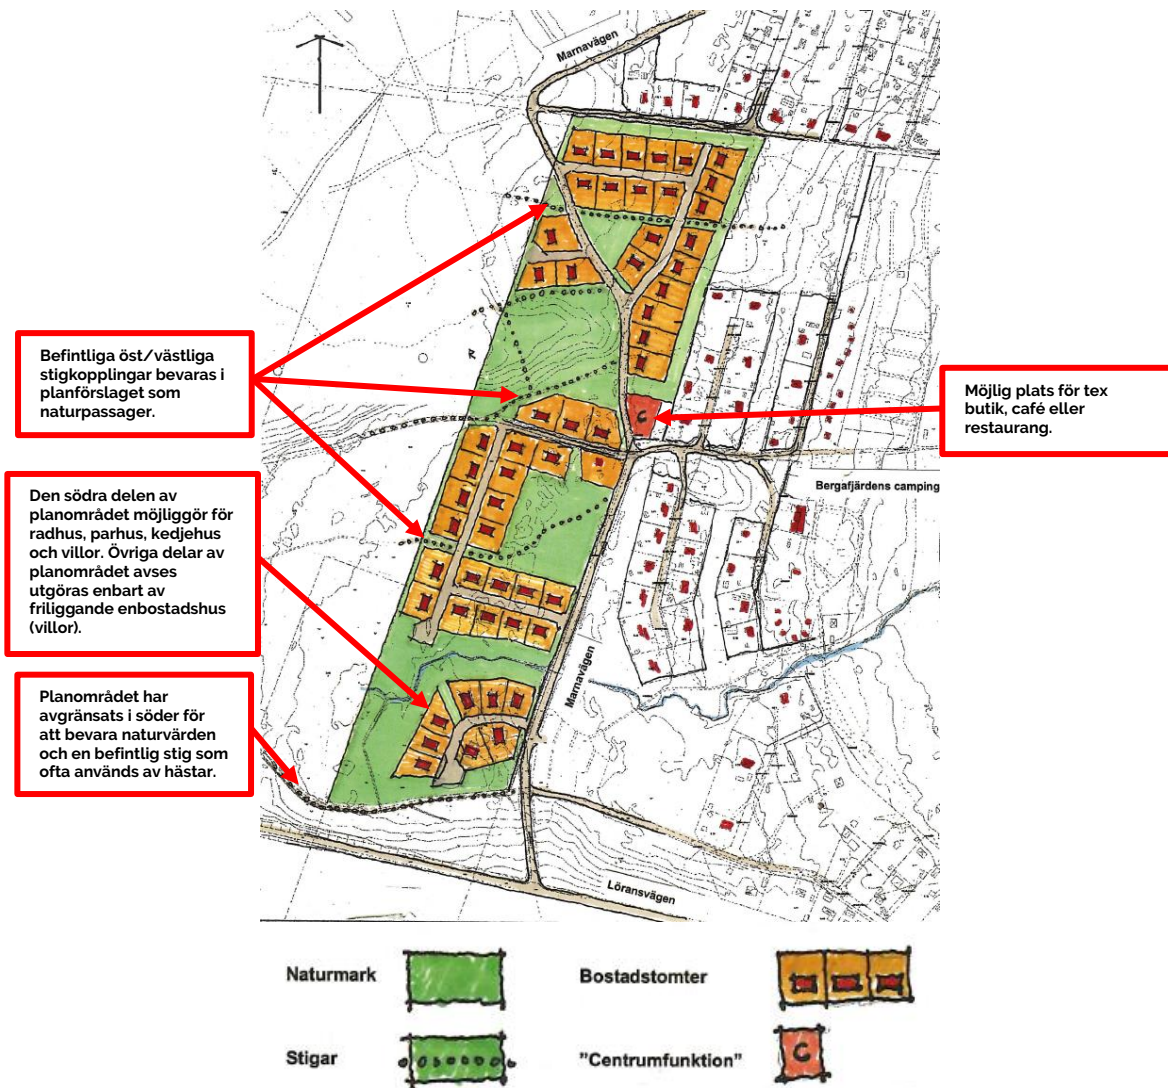 Marnavägen
Befintliga öst/västliga
stigkopplingar bevaras i
planförslaget som
naturpassager.
Möjlig plats för tex
butik, café eller
restaurang.
C
Bergafjärdens camping
Den södra delen av
planområdet möjliggör för
radhus, parhus, kedjehus
och villor. Övriga delar av
planområdet avses
utgöras enbart av
friliggande enbostadshus
(villor).
Marnavägen
Planområdet har
avgränsats i söder för
att bevara naturvärden
och en befintlig stig som
ofta används av hästar.
Löransvägen
Naturmark
Bostadstomter
Stigar
"Centrumfunktion"
C